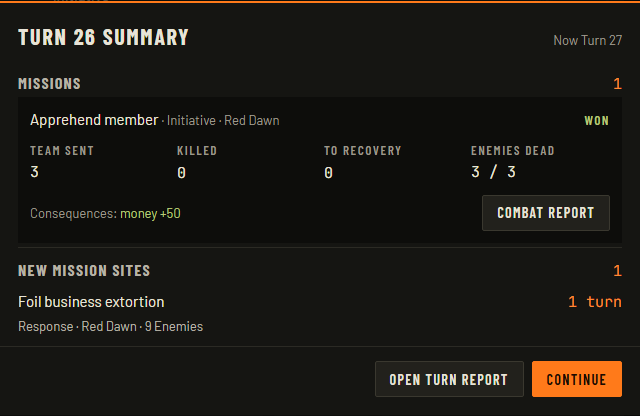 TURN 26 SUMMARY
Now Turn 27
MISSIONS 1
Apprehend member · Initiative · Red Dawn WON
TEAM SENT KILLED TO RECOVERY ENEMIES DEAD
3 0 0 3 / 3
Consequences: money +50 COMBAT REPORT
NEW MISSION SITES 1
Foil business extortion 1 turn
Response · Red Dawn · 9 Enemies
OPEN TURN REPORT CONTINUE